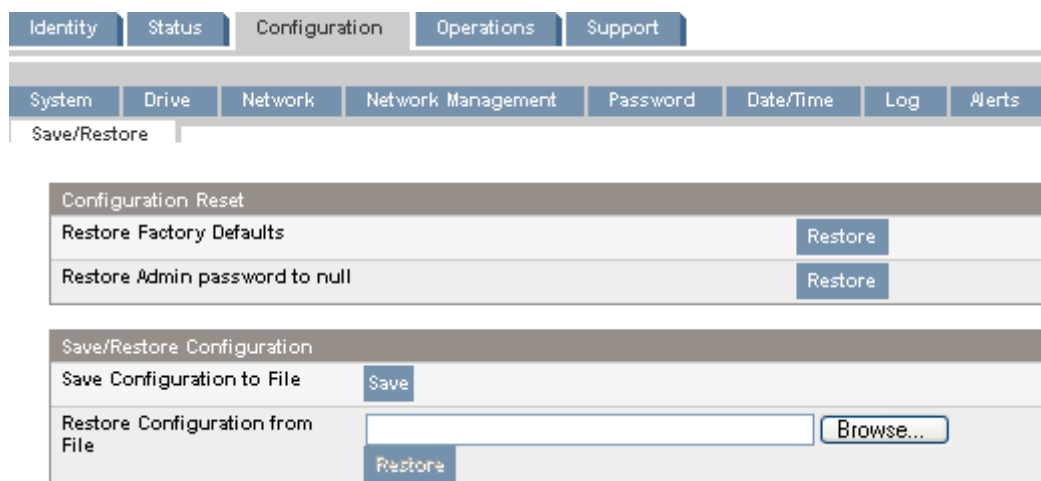 Identity Status Configuration Operations Support
System Drive Network Network Management Password Date/Time Log Alerts
Save/Restore
Configuration Reset
Restore Factory Defaults Restore
Restore Admin password to null Restore
Save/Restore Configuration
Save Configuration to File Save
Restore Configuration from
File
Browse...
Restore